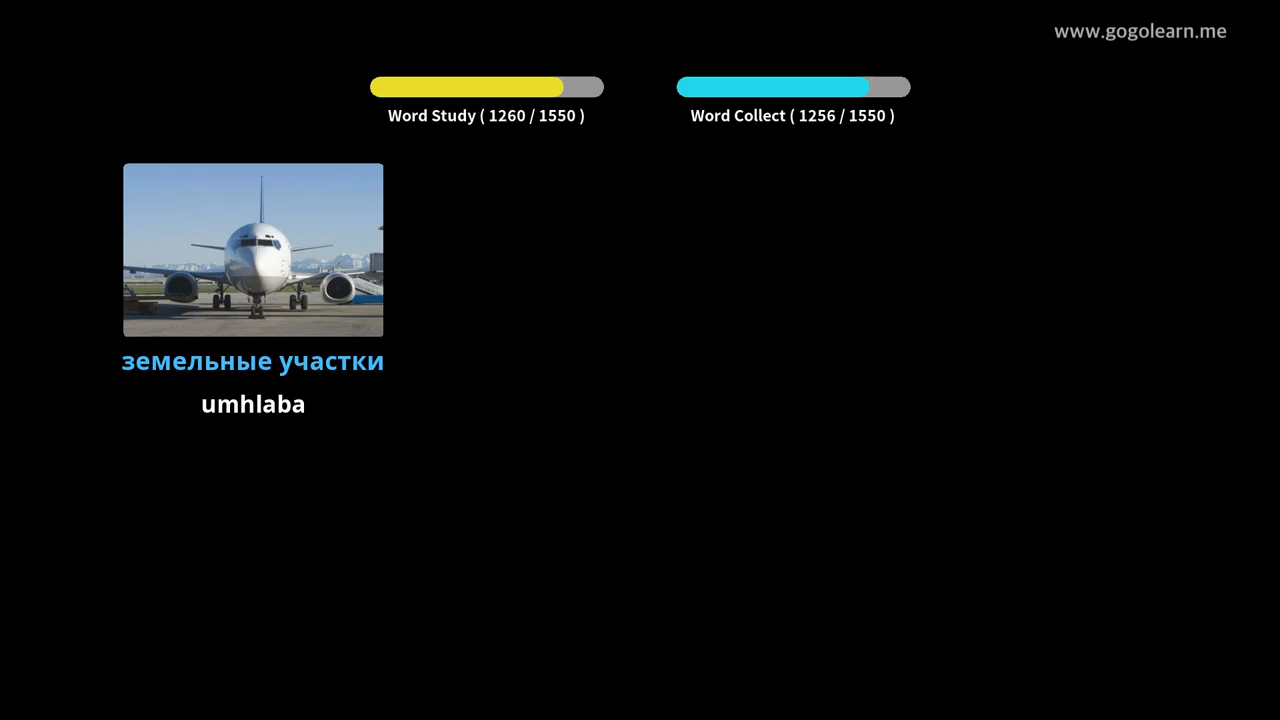 www.gogolearn.me
Word Study ( 1260 / 1550 )
Word Collect ( 1256 / 1550 )
земельные участки
umhlaba